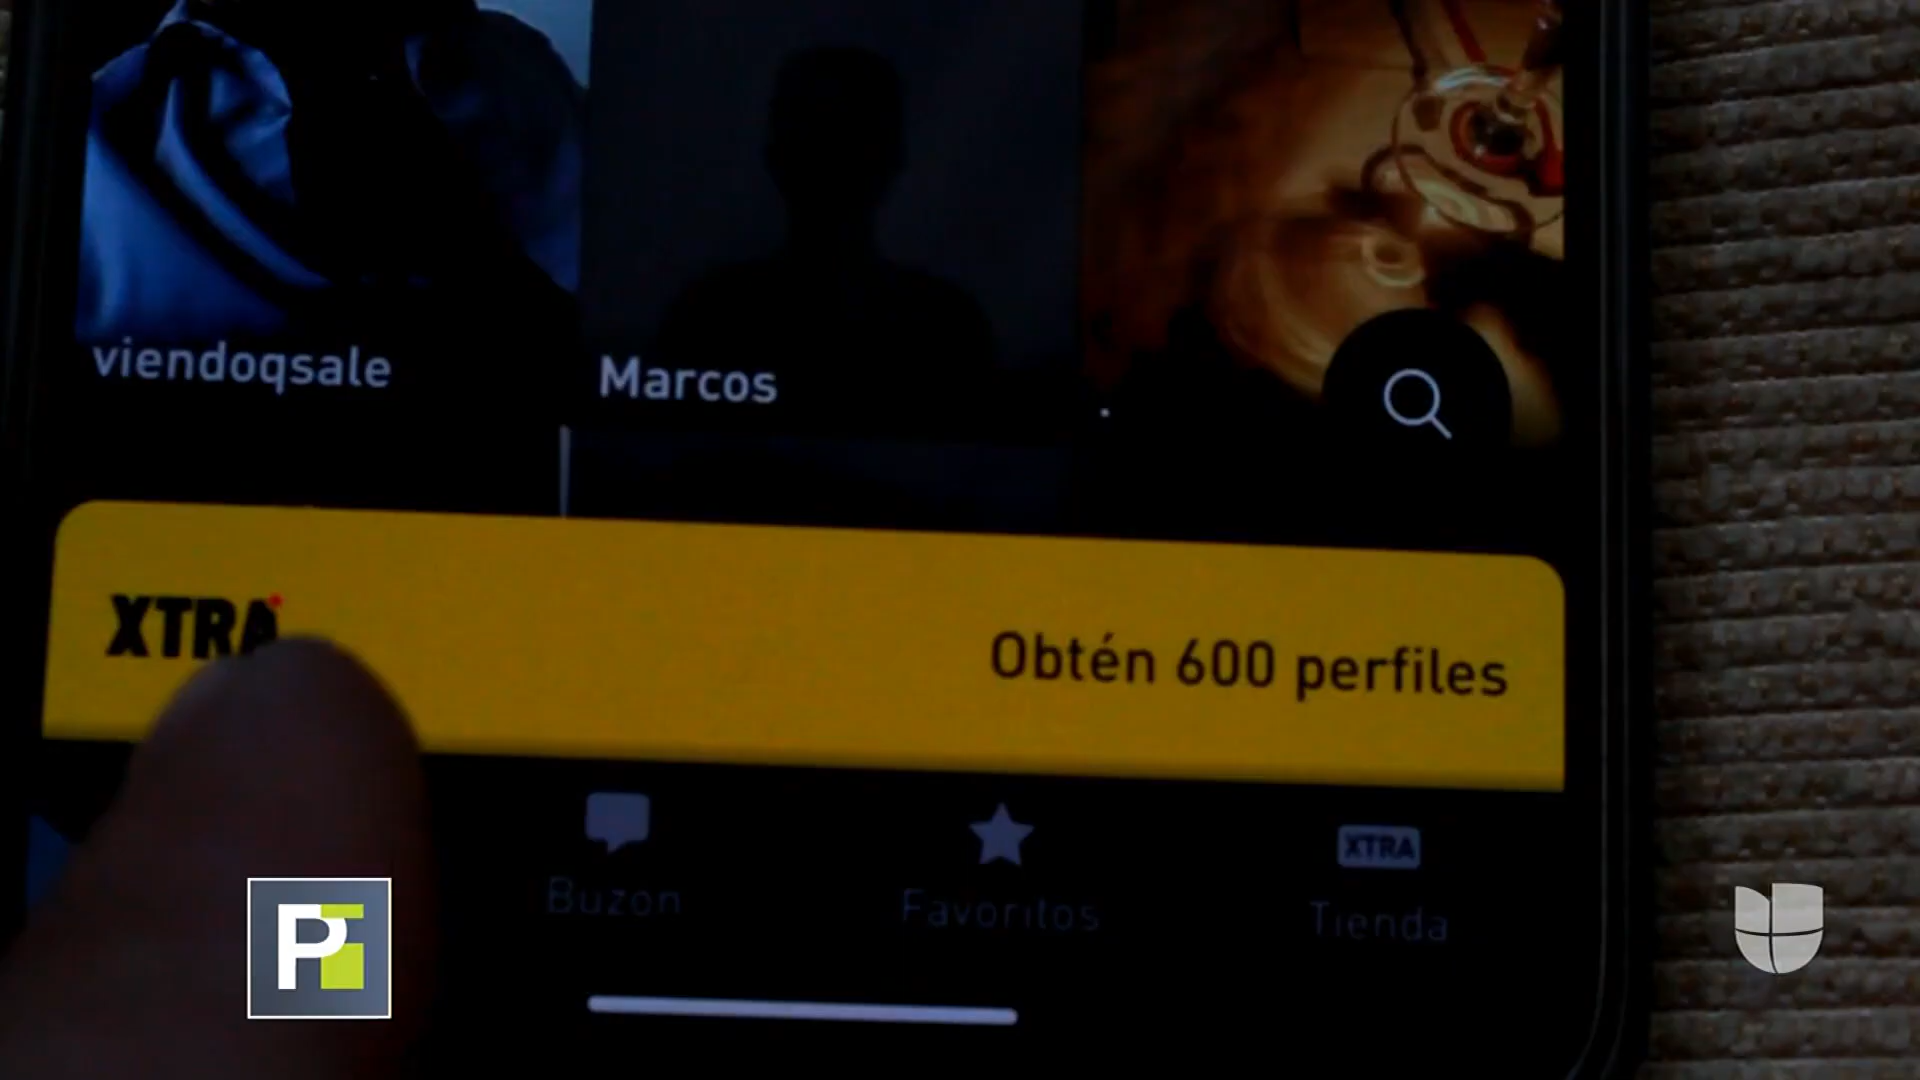 viendoqsale
Marcos
.
XTRA
Obtén 600 perfiles
XTRA
Buzon
Favoritos
Tienda
P